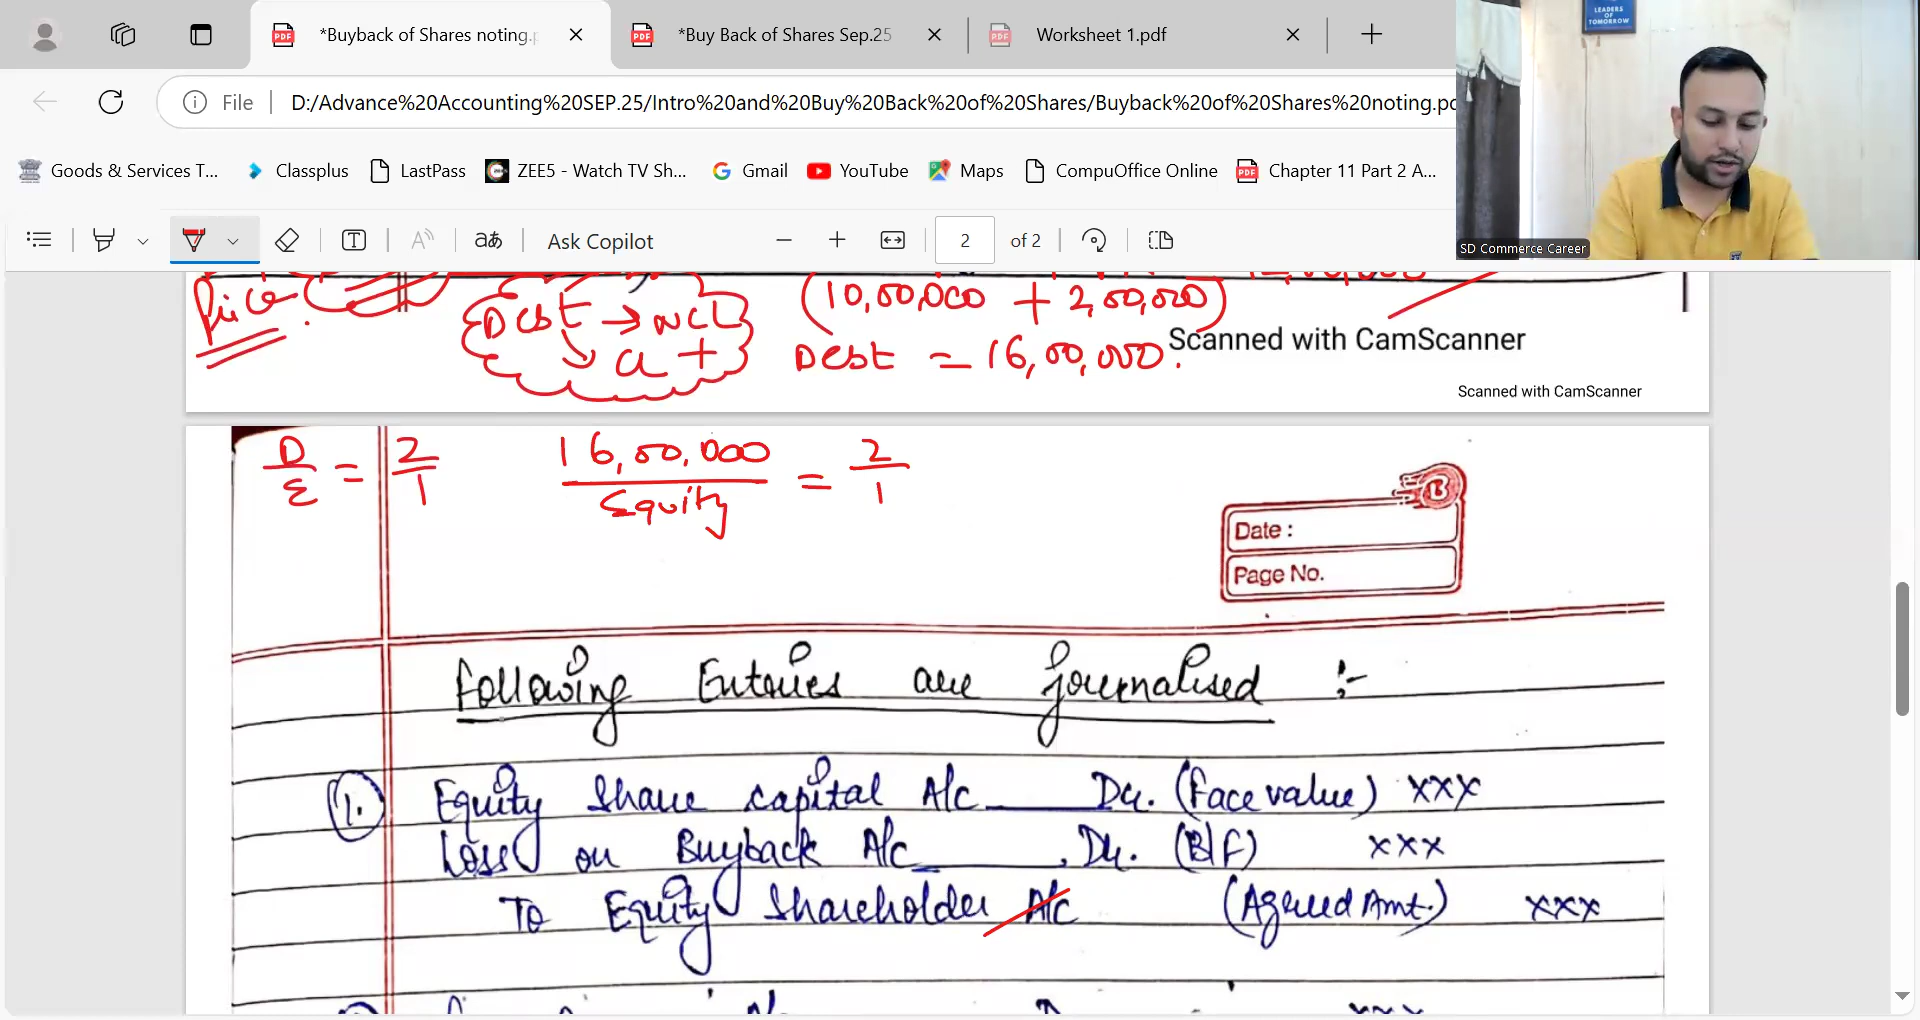 *Buyback of Shares noting.p
*Buy Back of Shares Sep.25
Worksheet 1.pdf
LEADERS
OF
TOMORROW
File
D:/Advance%20Accounting%20SEP.25/Intro%20and%20Buy%20Back%20of%20Shares/Buyback%20of%20Shares%20noting.pd
Goods & Services T...
Classplus
LastPass
ZEE5 - Watch TV Sh...
Gmail
YouTube
Maps
CompuOffice Online
Chapter 11 Part 2 A...
Ask Copilot
2
of 2
SD Commerce Career
Price
Debt → NCL
CL +
(10,00,000 + 2,00,000)
Debt = 16,00,000.
Scanned with CamScanner
Scanned with CamScanner
D/E = 2/1
16,00,000/Equity = 2/1
B
Date :
Page No.
Following Entries are journalised :-
1. Equity Share capital A/c Dr. (Face value) xxx
Loss on Buyback A/c Dr. (B/F) xxx
To Equity Shareholder A/c (Agreed Amt.) xxx